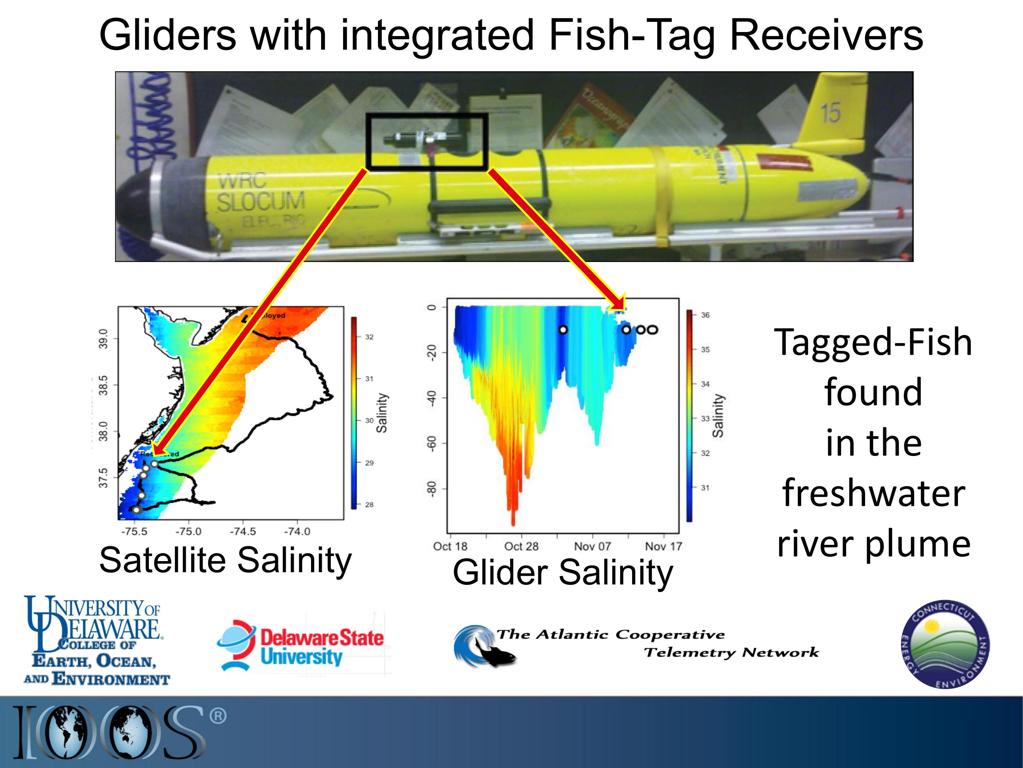 Gliders with integrated Fish-Tag Receivers
15
WRC
SLOCUM
ELECTRIC
39.0
38.5
38.0
37.5
-75.5
-75.0
-74.5
-74.0
32
31
30
29
28
Salinity
Satellite Salinity
0
-20
-40
-60
-80
Oct 18
Oct 28
Nov 07
Nov 17
36
35
34
33
32
31
Salinity
Glider Salinity
Tagged-Fish
found
in the
freshwater
river plume
UNIVERSITY OF
DELAWARE
COLLEGE OF
EARTH, OCEAN,
AND ENVIRONMENT
Delaware State
University
The Atlantic Cooperative
Telemetry Network
CONNECTICUT
ENERGY ENVIRONMENT
IOOS®